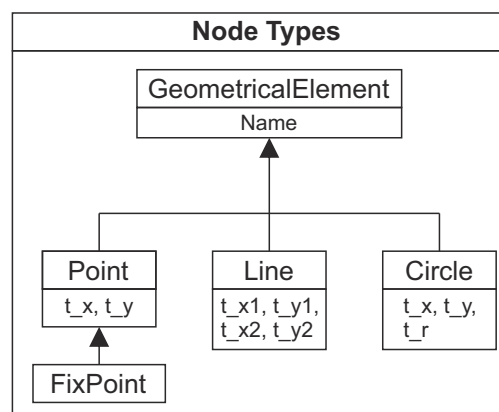 Node Types
GeometricalElement
Name
Point
t_x, t_y
FixPoint
Line
t_x1, t_y1,
t_x2, t_y2
Circle
t_x, t_y,
t_r